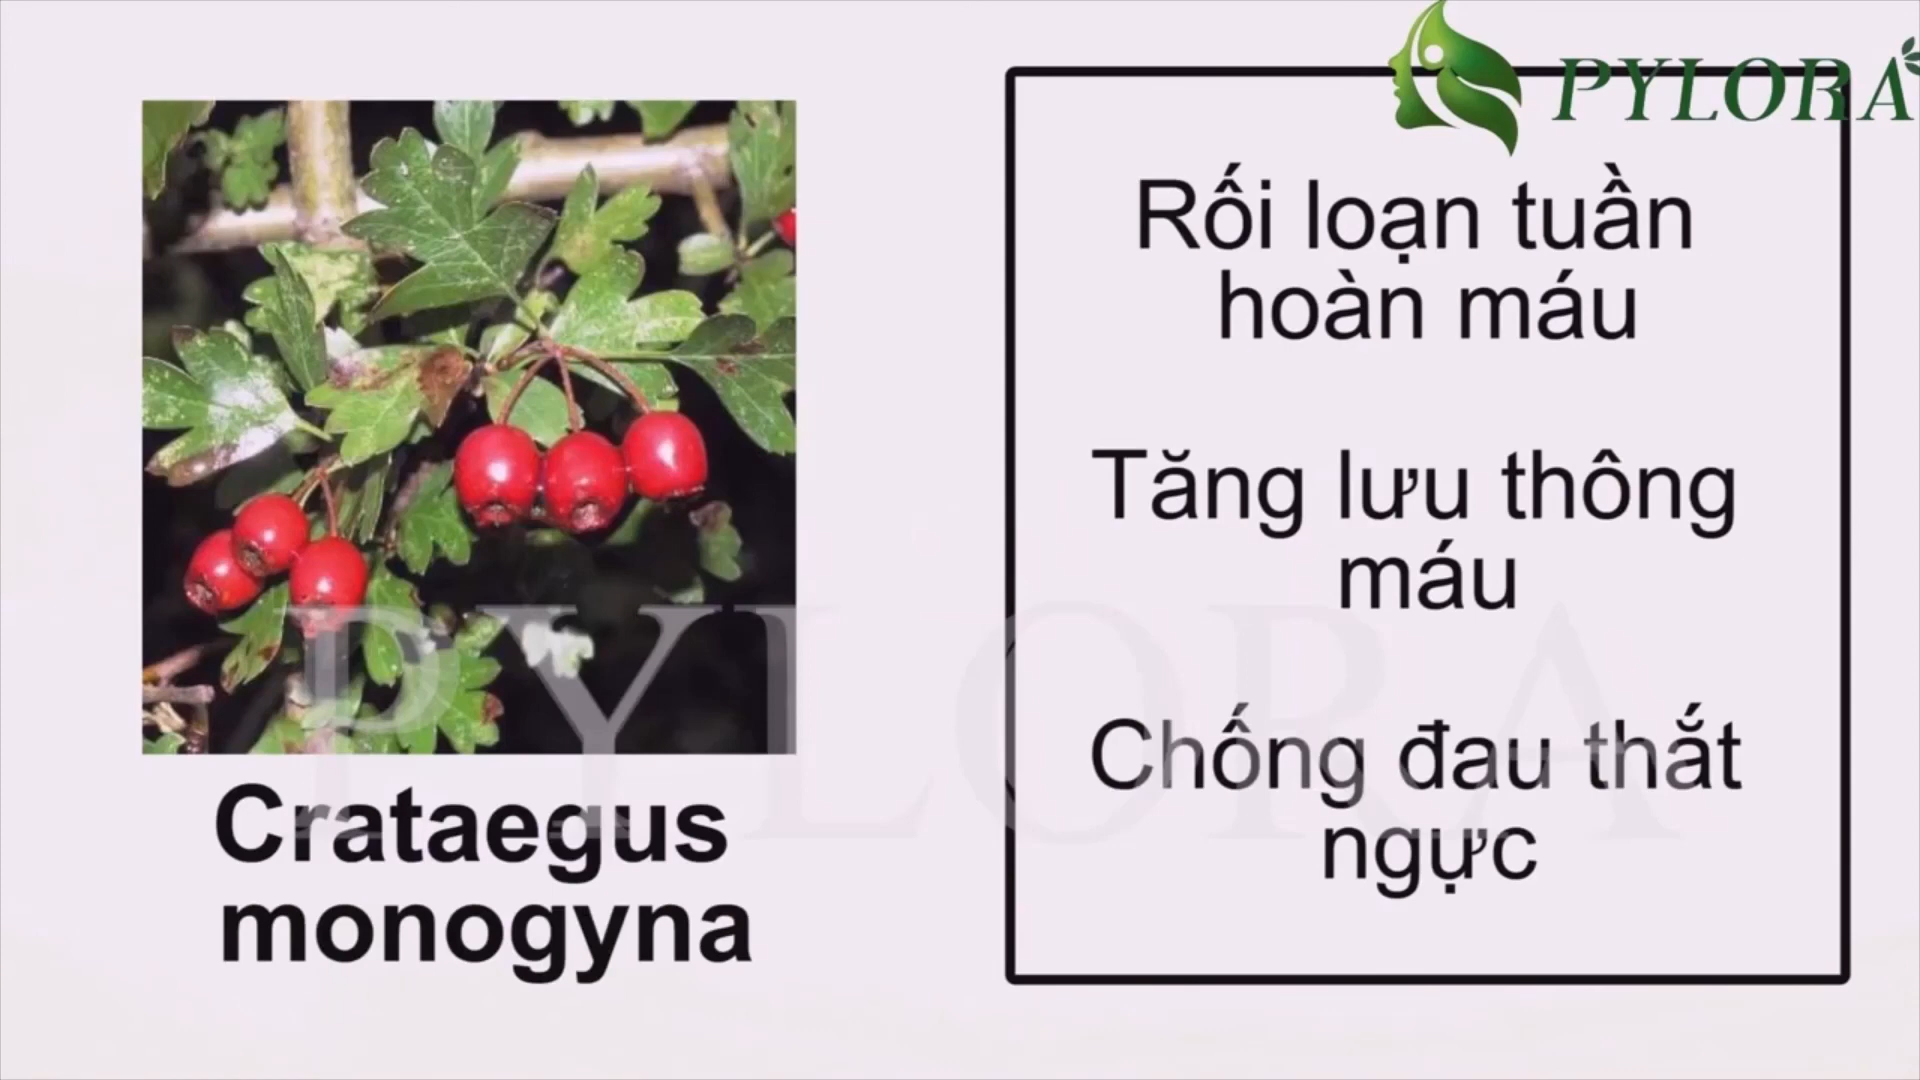 PYLORA
Rối loạn tuần
hoàn máu
Tăng lưu thông
máu
Chống đau thắt
ngực
PYLORA
Crataegus
monogyna